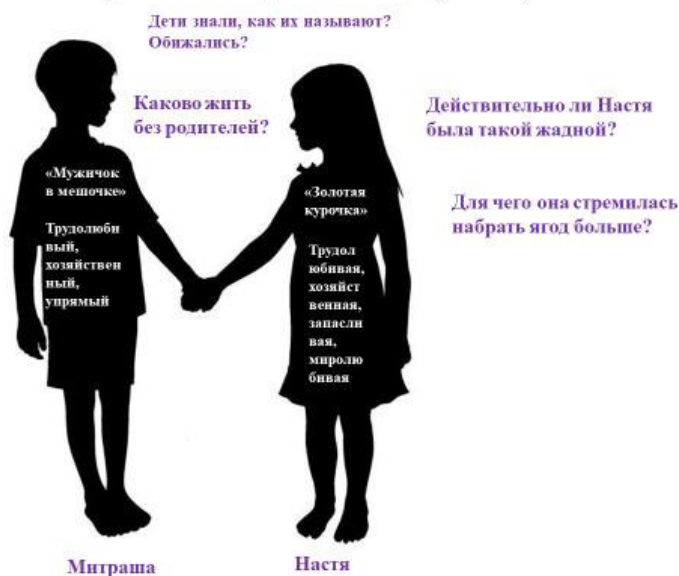 Дети знали, как их называют?
Обижались?
Каково жить
без родителей?
Действительно ли Настя
была такой жадной?
Для чего она стремилась
набрать ягод больше?
«Мужичок
в мешочке»
Трудолюби
вый,
хозяйствен
ный,
упрямый
«Золотая
курочка»
Трудол
юбивая,
хозяйст
венная,
запасли
вая,
миролю
бивая
Митраша
Настя